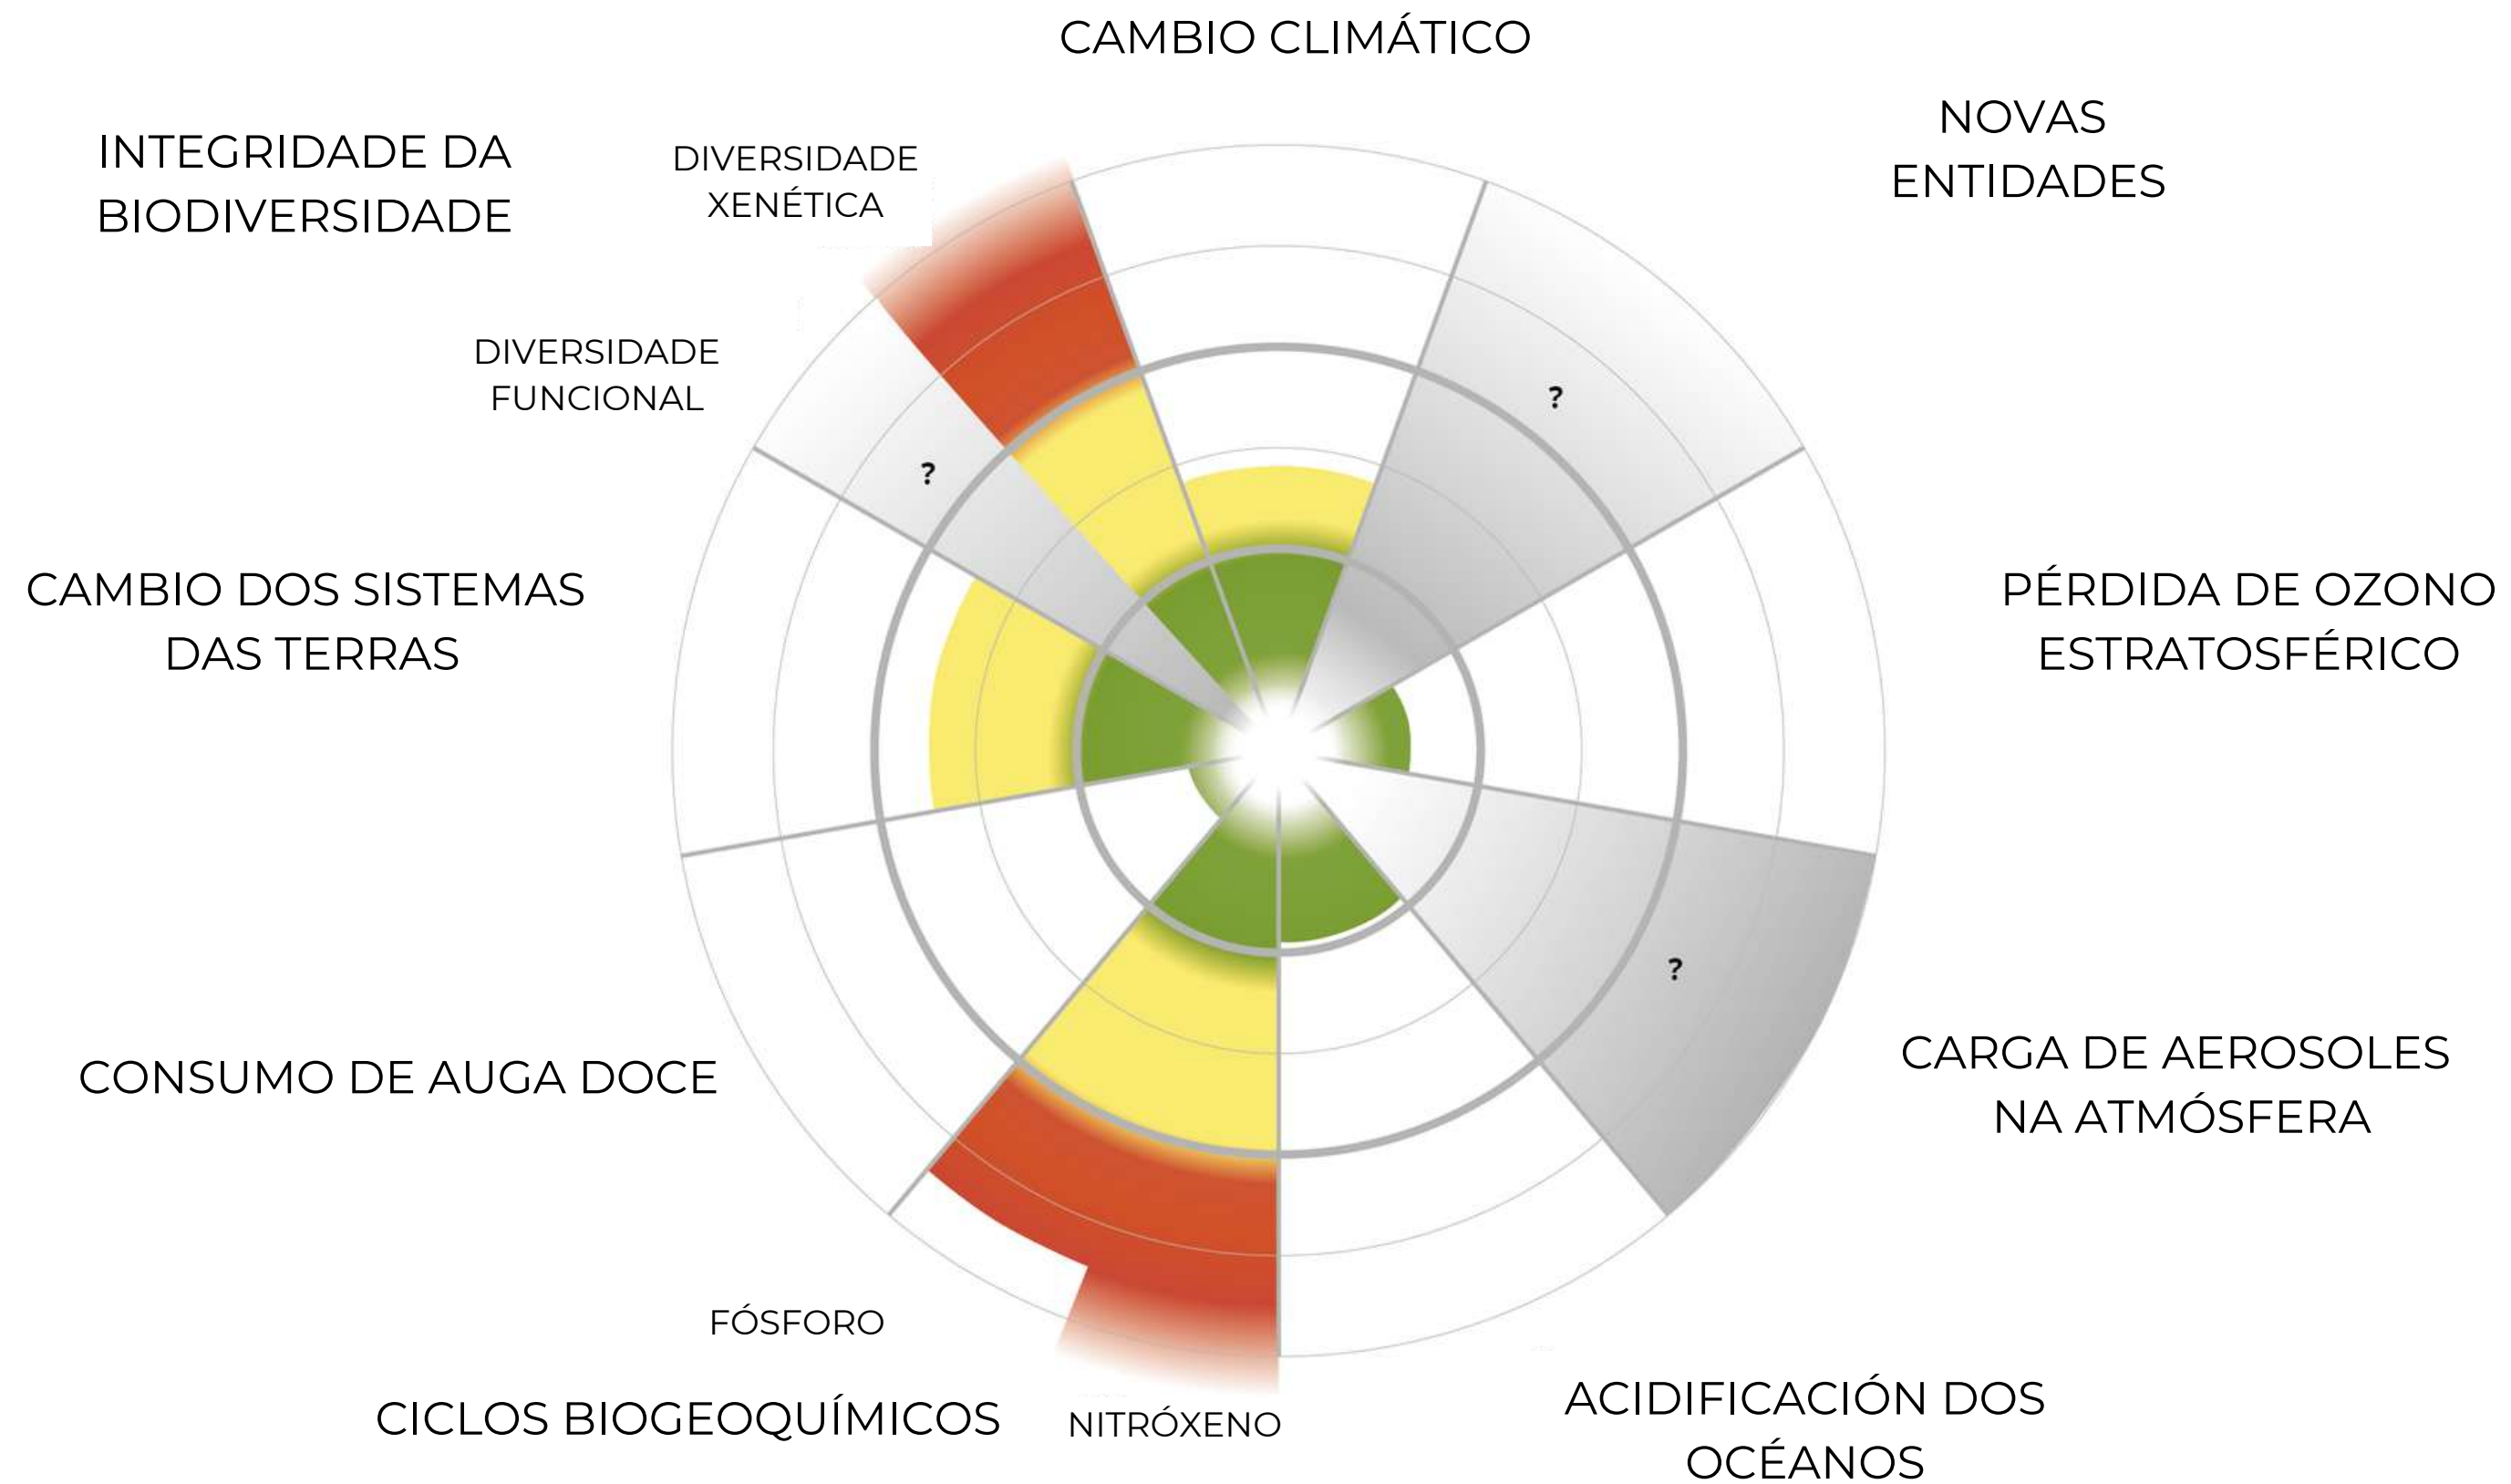 CAMBIO CLIMÁTICO
NOVAS
ENTIDADES
INTEGRIDADE DA
BIODIVERSIDADE
DIVERSIDADE
XENÉTICA
DIVERSIDADE
FUNCIONAL
?
?
CAMBIO DOS SISTEMAS
DAS TERRAS
PÉRDIDA DE OZONO
ESTRATOSFÉRICO
?
CONSUMO DE AUGA DOCE
CARGA DE AEROSOLES
NA ATMÓSFERA
FÓSFORO
CICLOS BIOGEOQUÍMICOS
NITRÓXENO
ACIDIFICACIÓN DOS
OCÉANOS